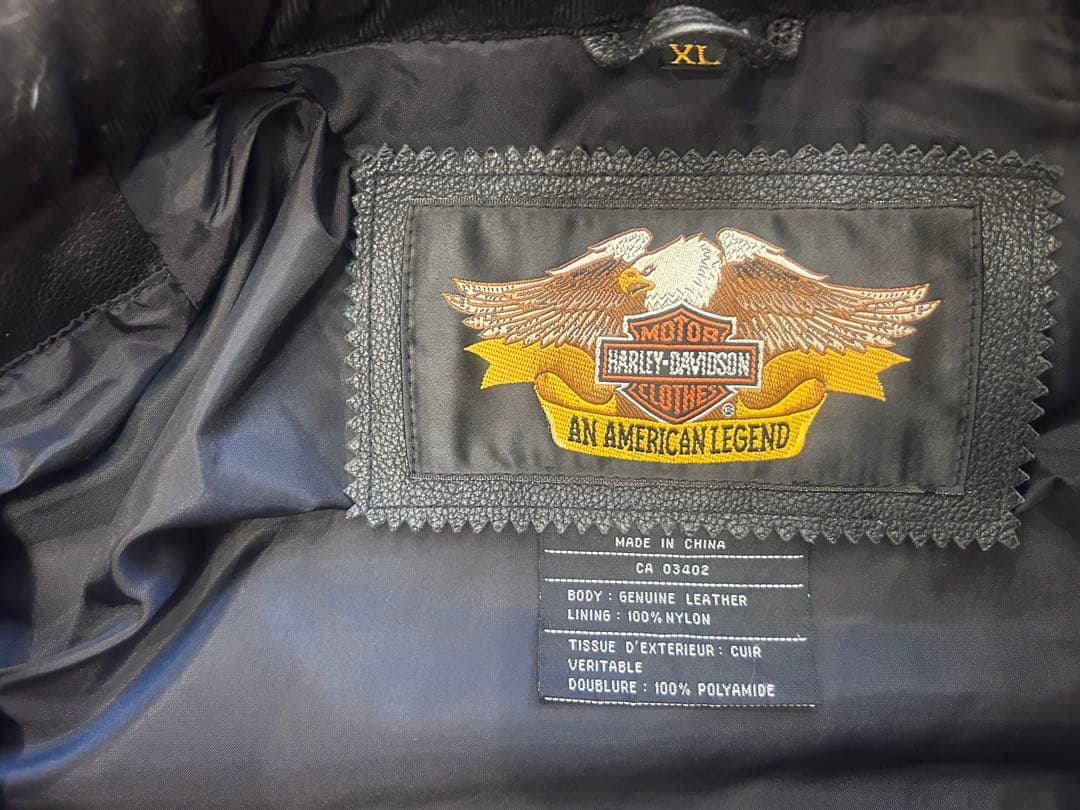 XL
MOTOR
HARLEY-DAVIDSON
CLOTHES
©
AN AMERICAN LEGEND
MADE IN CHINA
CA 03402
BODY : GENUINE LEATHER
LINING : 100% NYLON
TISSUE D'EXTERIEUR : CUIR
VERITABLE
DOUBLURE : 100% POLYAMIDE